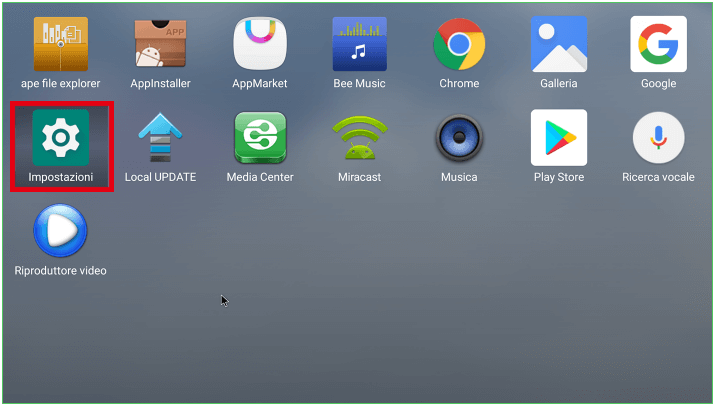 ape file explorer
APP
AppInstaller
AppMarket
Bee Music
Chrome
Galleria
Google
Impostazioni
Local UPDATE
Media Center
Miracast
Musica
Play Store
Ricerca vocale
Riproduttore video